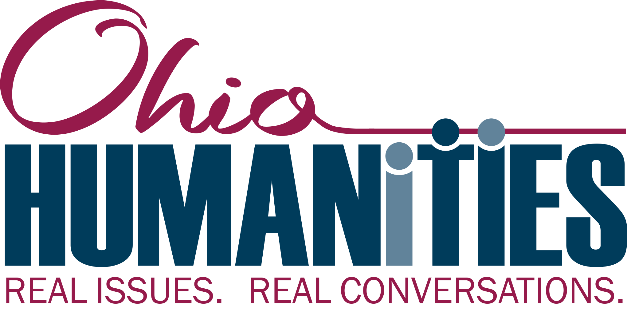 Ohio
HUMANiTiES
REAL ISSUES. REAL CONVERSATIONS.